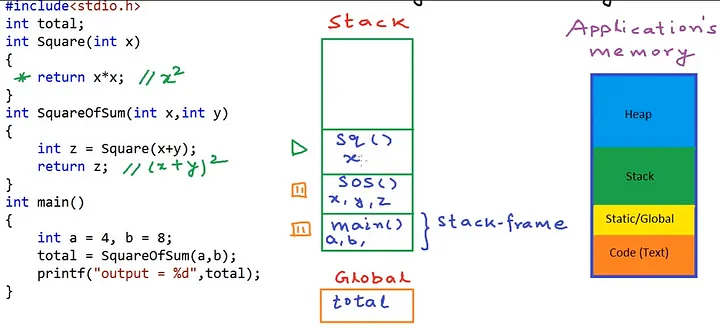 #include<stdio.h>
int total;
int Square(int x)
{
* return x*x; // x²
}
int SquareOfSum(int x,int y)
{
int z = Square(x+y);
return z; // (x+y)²
}
int main()
{
int a = 4, b = 8;
total = SquareOfSum(a,b);
printf("output = %d",total);
}
Stack
Sq()
x
SOS()
x, y, z
main()
a, b,
stack-frame
Global
total
Application's
memory
Heap
Stack
Static/Global
Code (Text)